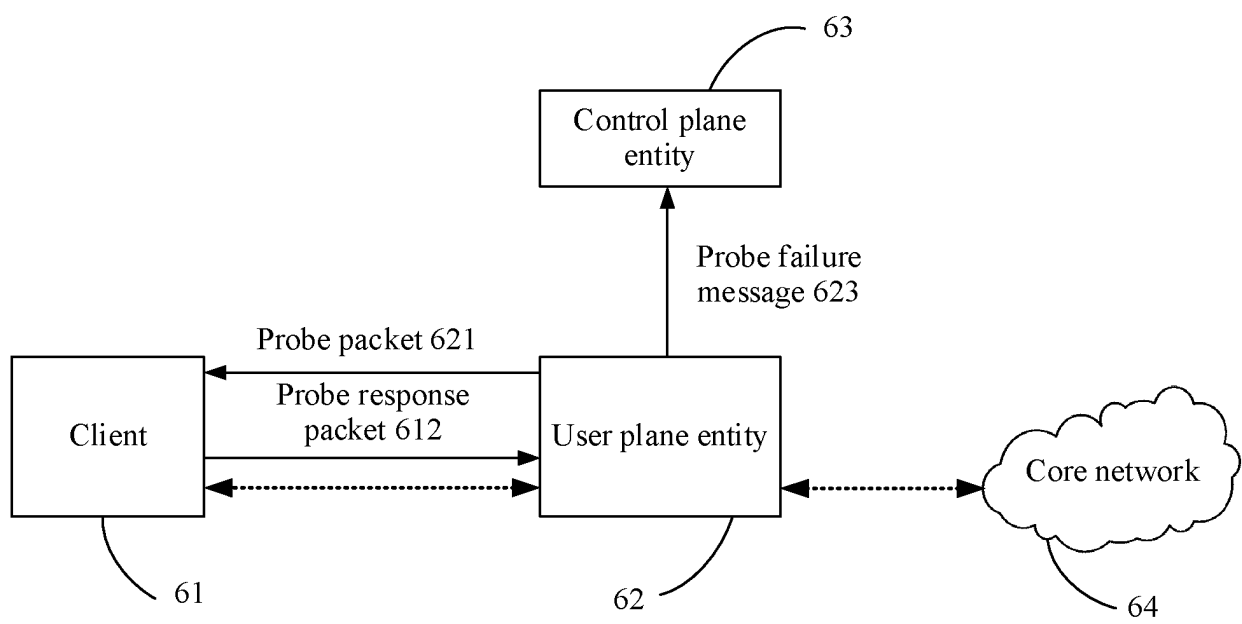 63
Control plane
entity
Probe failure
message 623
Probe packet 621
Probe response
packet 612
Client
User plane entity
Core network
61
62
64